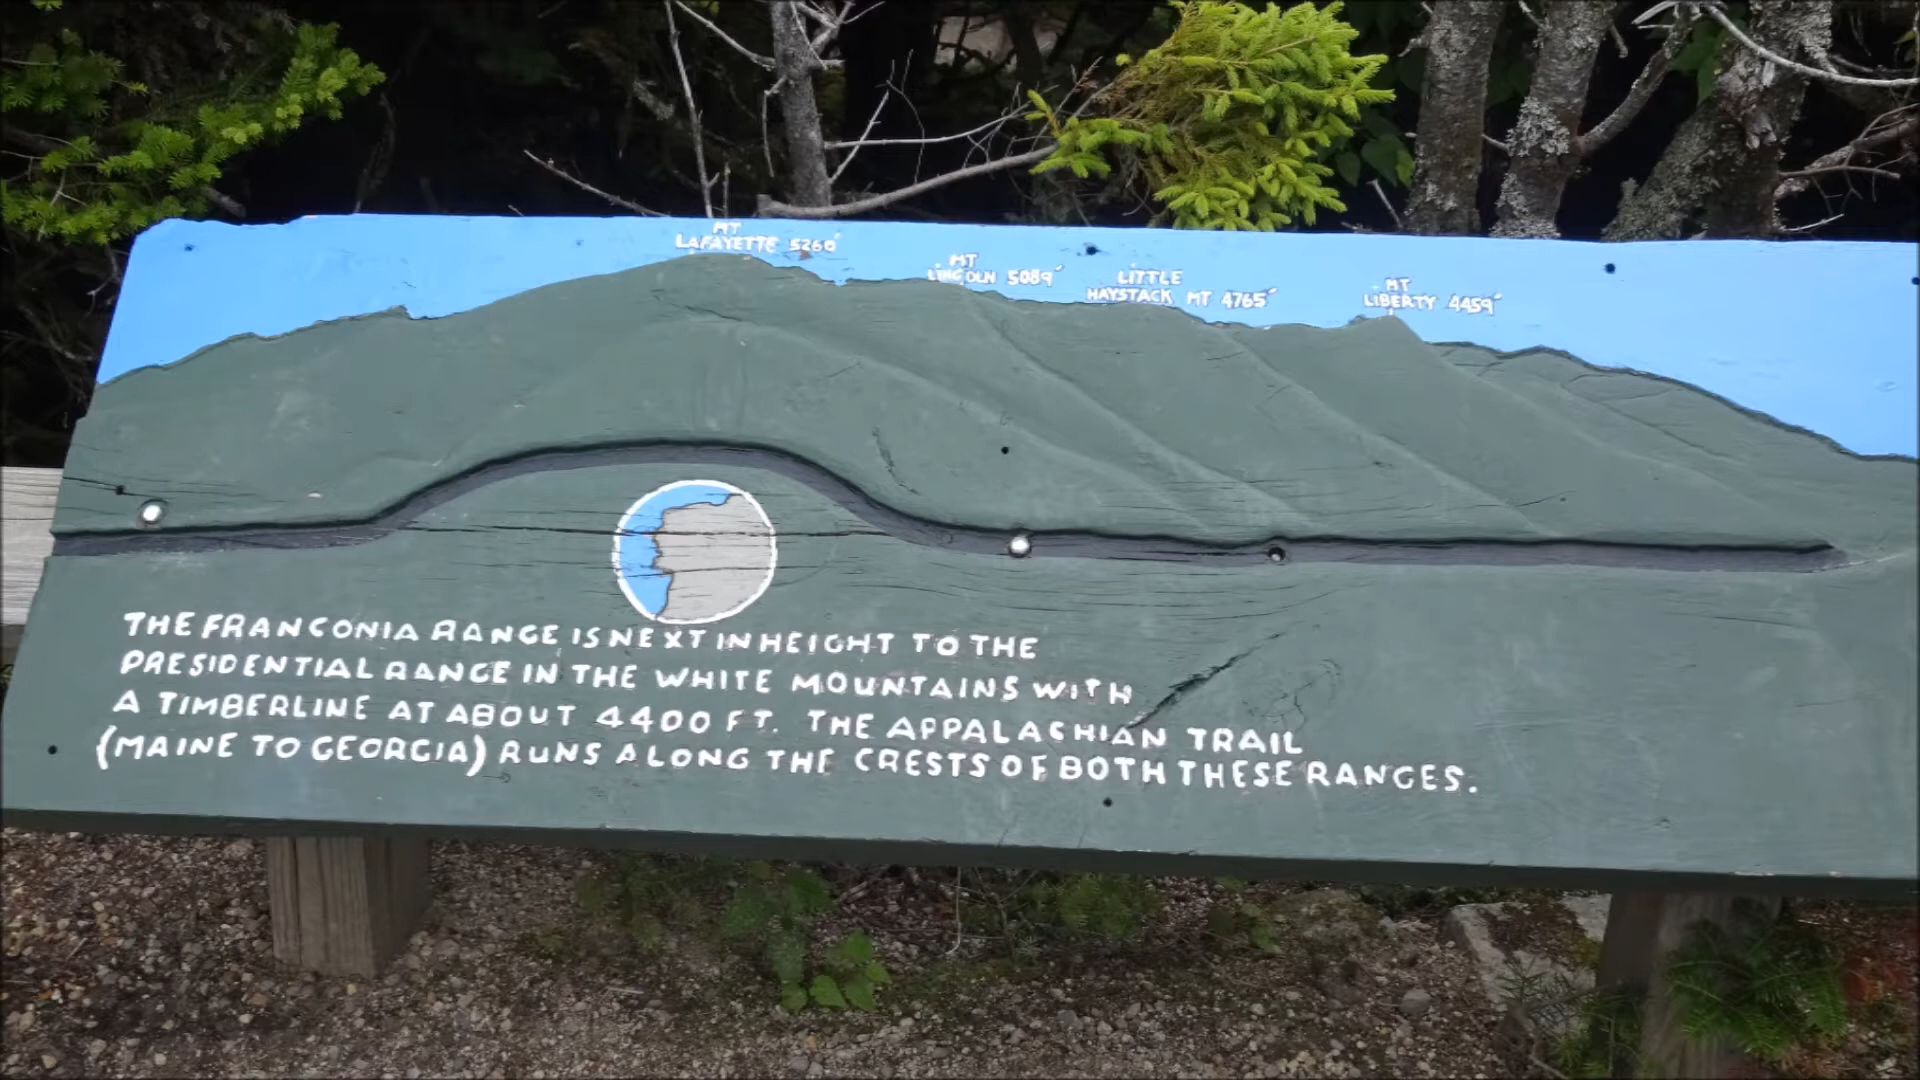 MT
LAFAYETTE 5260'
MT
LINCOLN 5089'
LITTLE
HAYSTACK MT 4765'
MT
LIBERTY 4459'
THE FRANCONIA RANGE IS NEXT IN HEIGHT TO THE
PRESIDENTIAL RANGE IN THE WHITE MOUNTAINS WITH
A TIMBERLINE AT ABOUT 4400 FT. THE APPALACHIAN TRAIL
(MAINE TO GEORGIA) RUNS ALONG THE CRESTS OF BOTH THESE RANGES.